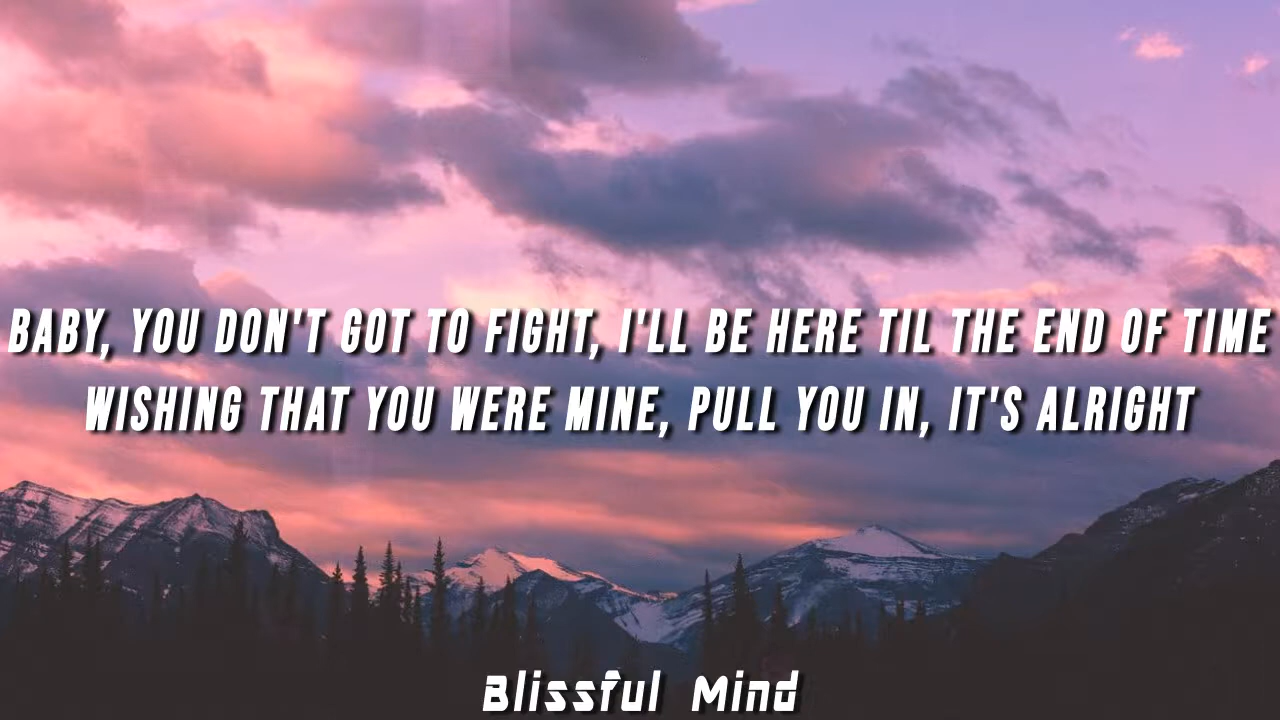 BABY, YOU DON'T GOT TO FIGHT, I'LL BE HERE TIL THE END OF TIME
WISHING THAT YOU WERE MINE, PULL YOU IN, IT'S ALRIGHT
Blissful Mind